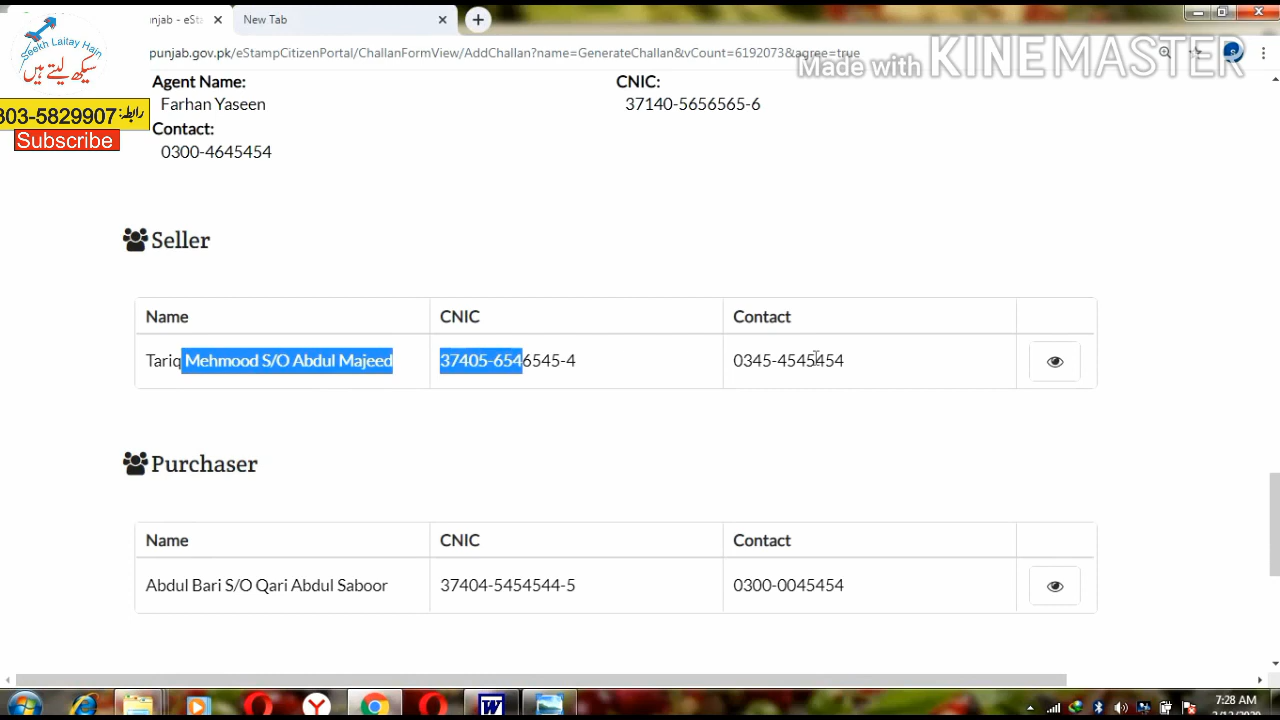 Seekh Laitay Hain
سیکھ لیتے ہیں
njab - eSta
New Tab
punjab.gov.pk/eStampCitizenPortal/ChallanFormView/AddChallan?name=GenerateChallan&vCount=6192073&agree=true
Made with KINEMASTER
رابطہ: 303-5829907
Subscribe
Agent Name:
Farhan Yaseen
CNIC:
37140-5656565-6
Contact:
0300-4645454
Seller
Name CNIC Contact
Tariq Mehmood S/O Abdul Majeed 37405-6546545-4 0345-4545454
Purchaser
Name CNIC Contact
Abdul Bari S/O Qari Abdul Saboor 37404-5454544-5 0300-0045454
7:28 AM